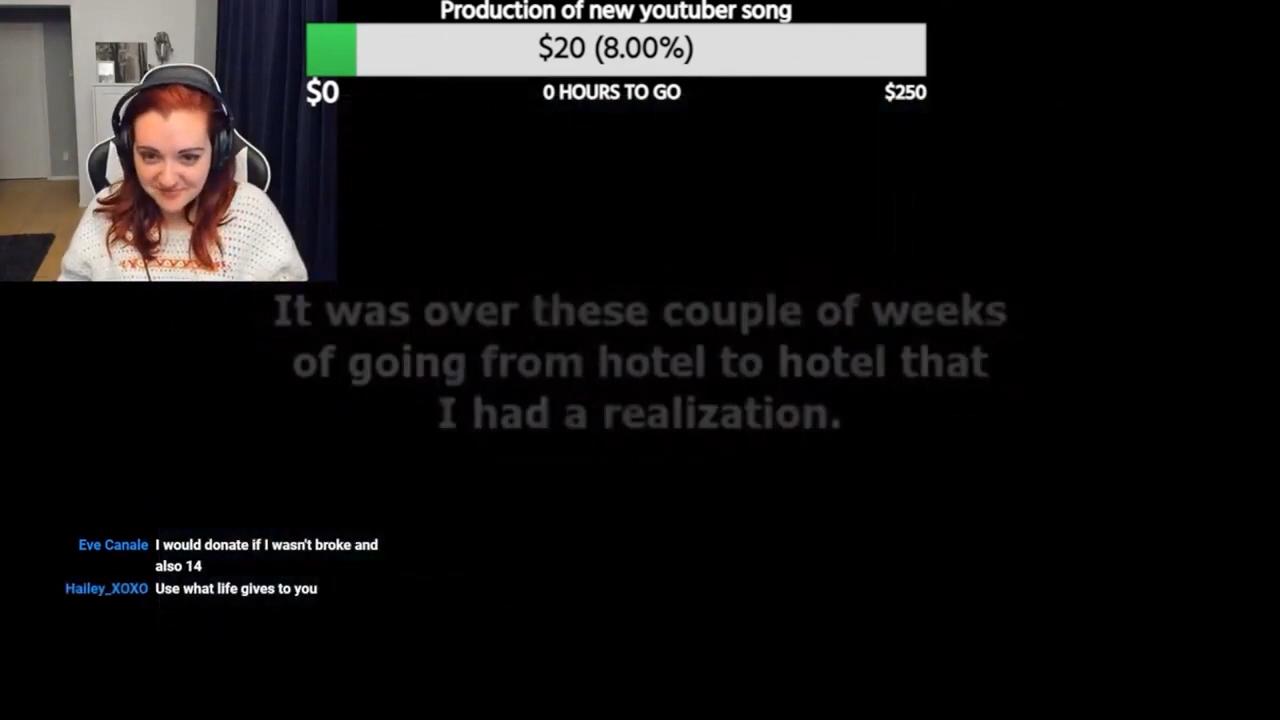 Production of new youtuber song
$20 (8.00%)
$0 0 HOURS TO GO $250
It was over these couple of weeks
of going from hotel to hotel that
I had a realization.
Eve Canale I would donate if I wasn't broke and
also 14
Hailey_XOXO Use what life gives to you